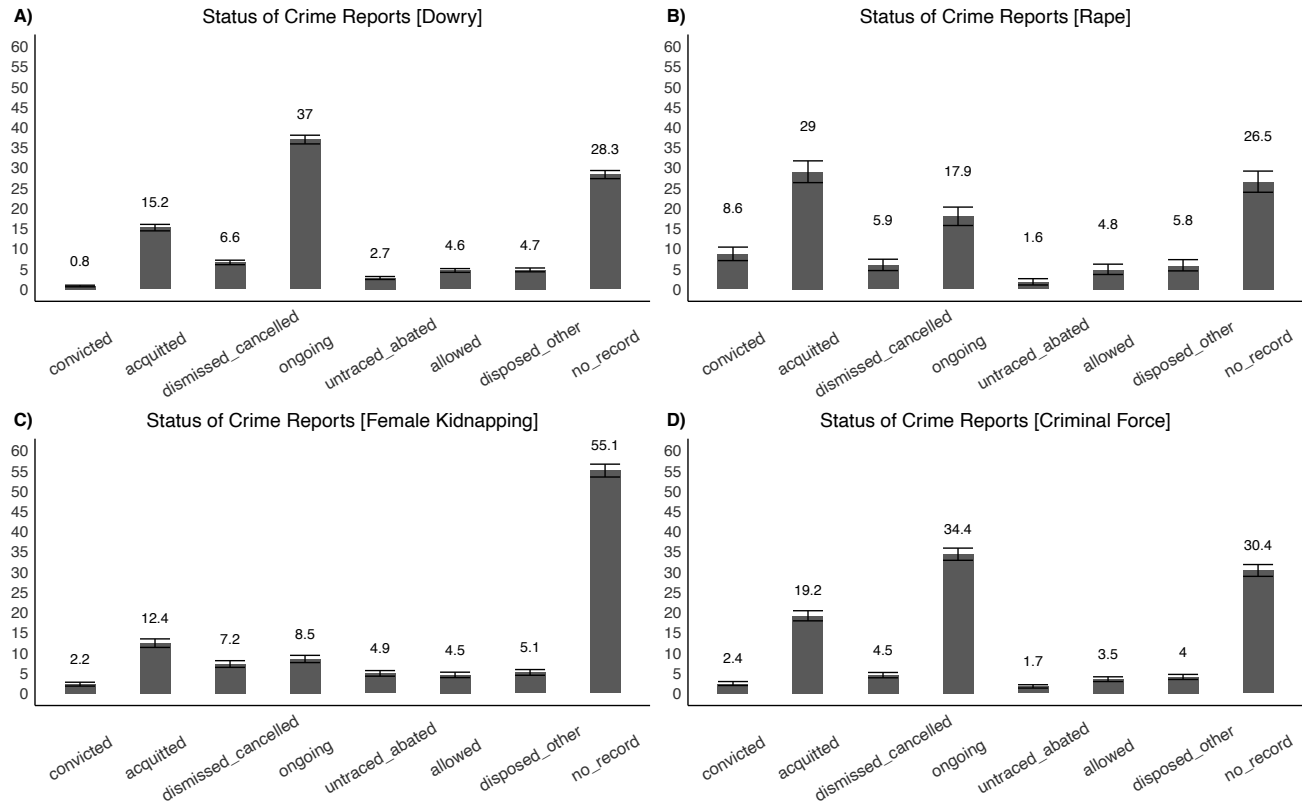 A) Status of Crime Reports [Dowry]
60
55
50
45
40
35
30
25
20
15
10
5
0
0.8
15.2
6.6
37
2.7
4.6
4.7
28.3
convicted
acquitted
dismissed_cancelled
ongoing
untraced_abated
allowed
disposed_other
no_record
B) Status of Crime Reports [Rape]
60
55
50
45
40
35
30
25
20
15
10
5
0
8.6
29
5.9
17.9
1.6
4.8
5.8
26.5
convicted
acquitted
dismissed_cancelled
ongoing
untraced_abated
allowed
disposed_other
no_record
C) Status of Crime Reports [Female Kidnapping]
60
55
50
45
40
35
30
25
20
15
10
5
0
2.2
12.4
7.2
8.5
4.9
4.5
5.1
55.1
convicted
acquitted
dismissed_cancelled
ongoing
untraced_abated
allowed
disposed_other
no_record
D) Status of Crime Reports [Criminal Force]
60
55
50
45
40
35
30
25
20
15
10
5
0
2.4
19.2
4.5
34.4
1.7
3.5
4
30.4
convicted
acquitted
dismissed_cancelled
ongoing
untraced_abated
allowed
disposed_other
no_record